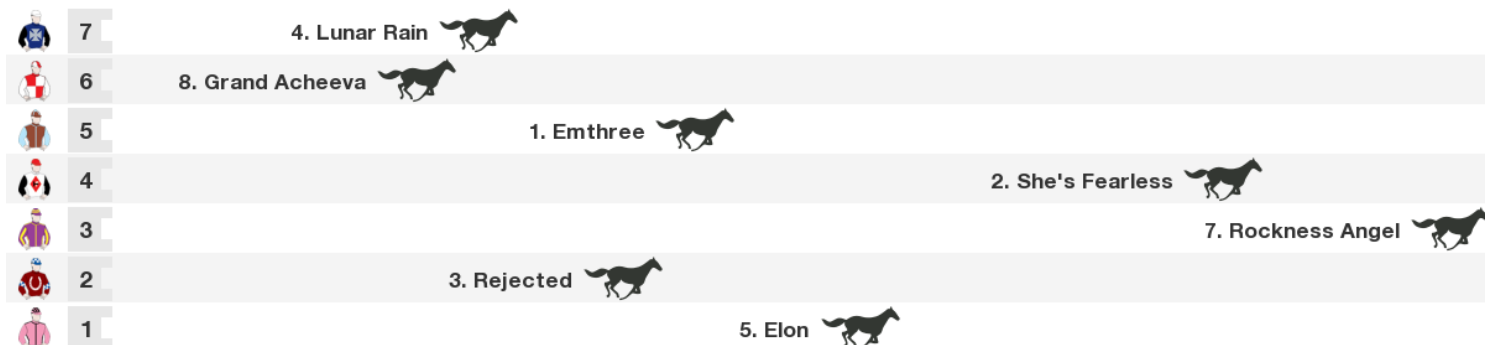 7 4. Lunar Rain
6 8. Grand Acheeva
5 1. Emthree
4 2. She's Fearless
3 7. Rockness Angel
2 3. Rejected
1 5. Elon